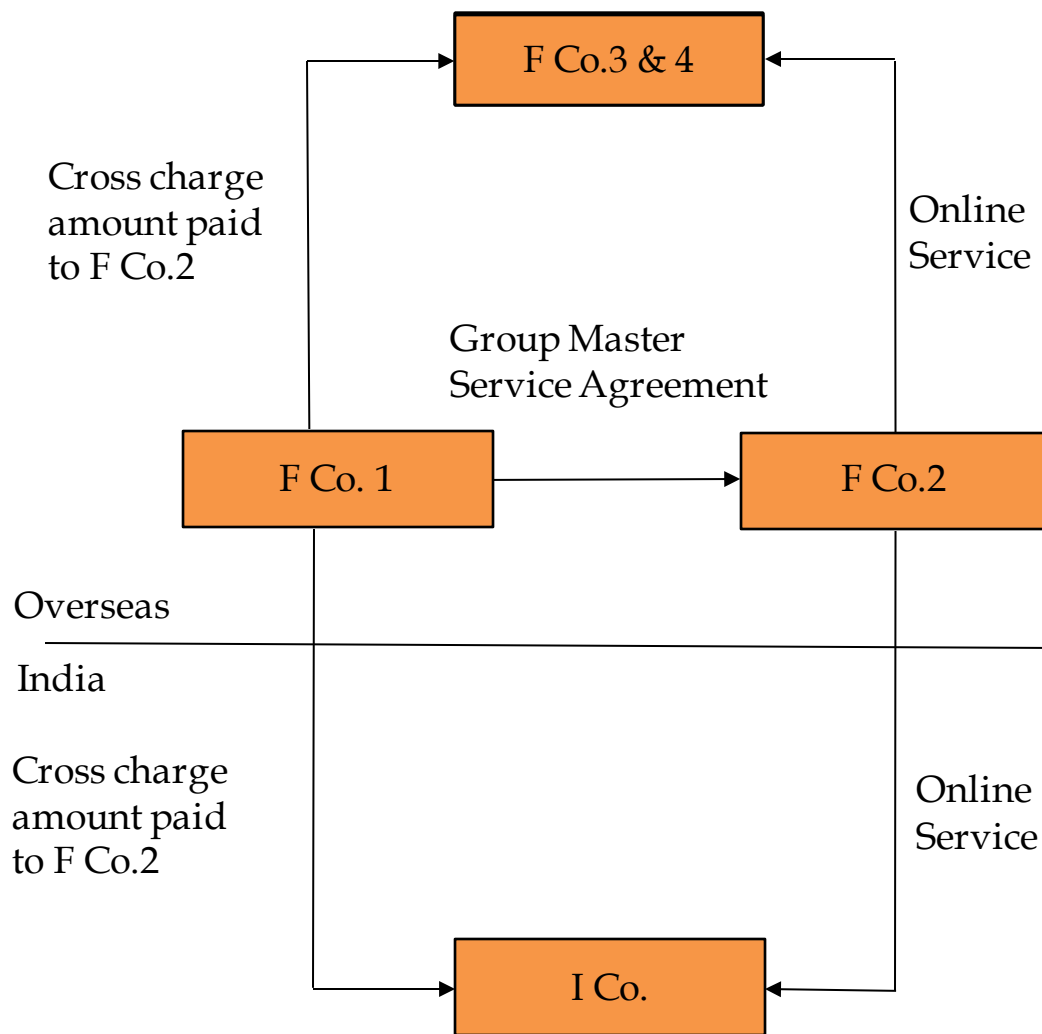 F Co.3 & 4
Cross charge
amount paid
to F Co.2
Online
Service
Group Master
Service Agreement
F Co. 1
F Co.2
Overseas
India
Cross charge
amount paid
to F Co.2
Online
Service
I Co.